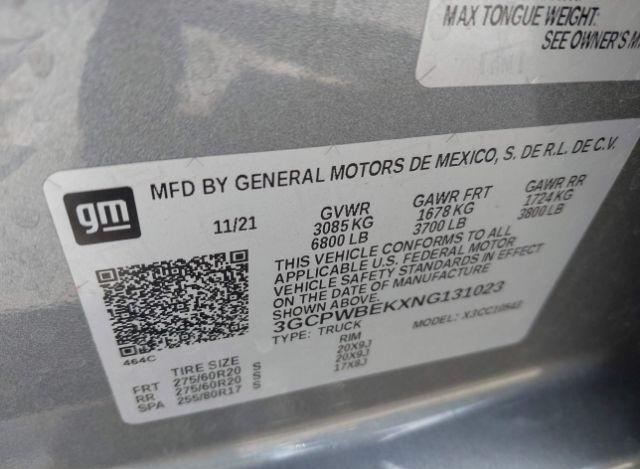 MAX TONGUE WEIGHT:
SEE OWNER'S
MFD BY GENERAL MOTORS DE MEXICO, S. DE R.L. DE C.V.
gm
11/21 GVWR GAWR FRT GAWR RR
3085 KG 1678 KG 1724 KG
6800 LB 3700 LB 3800 LB
THIS VEHICLE CONFORMS TO ALL
APPLICABLE U.S. FEDERAL MOTOR
VEHICLE SAFETY STANDARDS IN EFFECT
ON THE DATE OF MANUFACTURE
SHOWN ABOVE.
3GCPWBEKXNG131023
TYPE: TRUCK MODEL: X3CC10543
464C
TIRE SIZE RIM
FRT 275/60R20 S 20X9J
RR 275/60R20 S 20X9J
SPA 255/80R17 S 17X8J